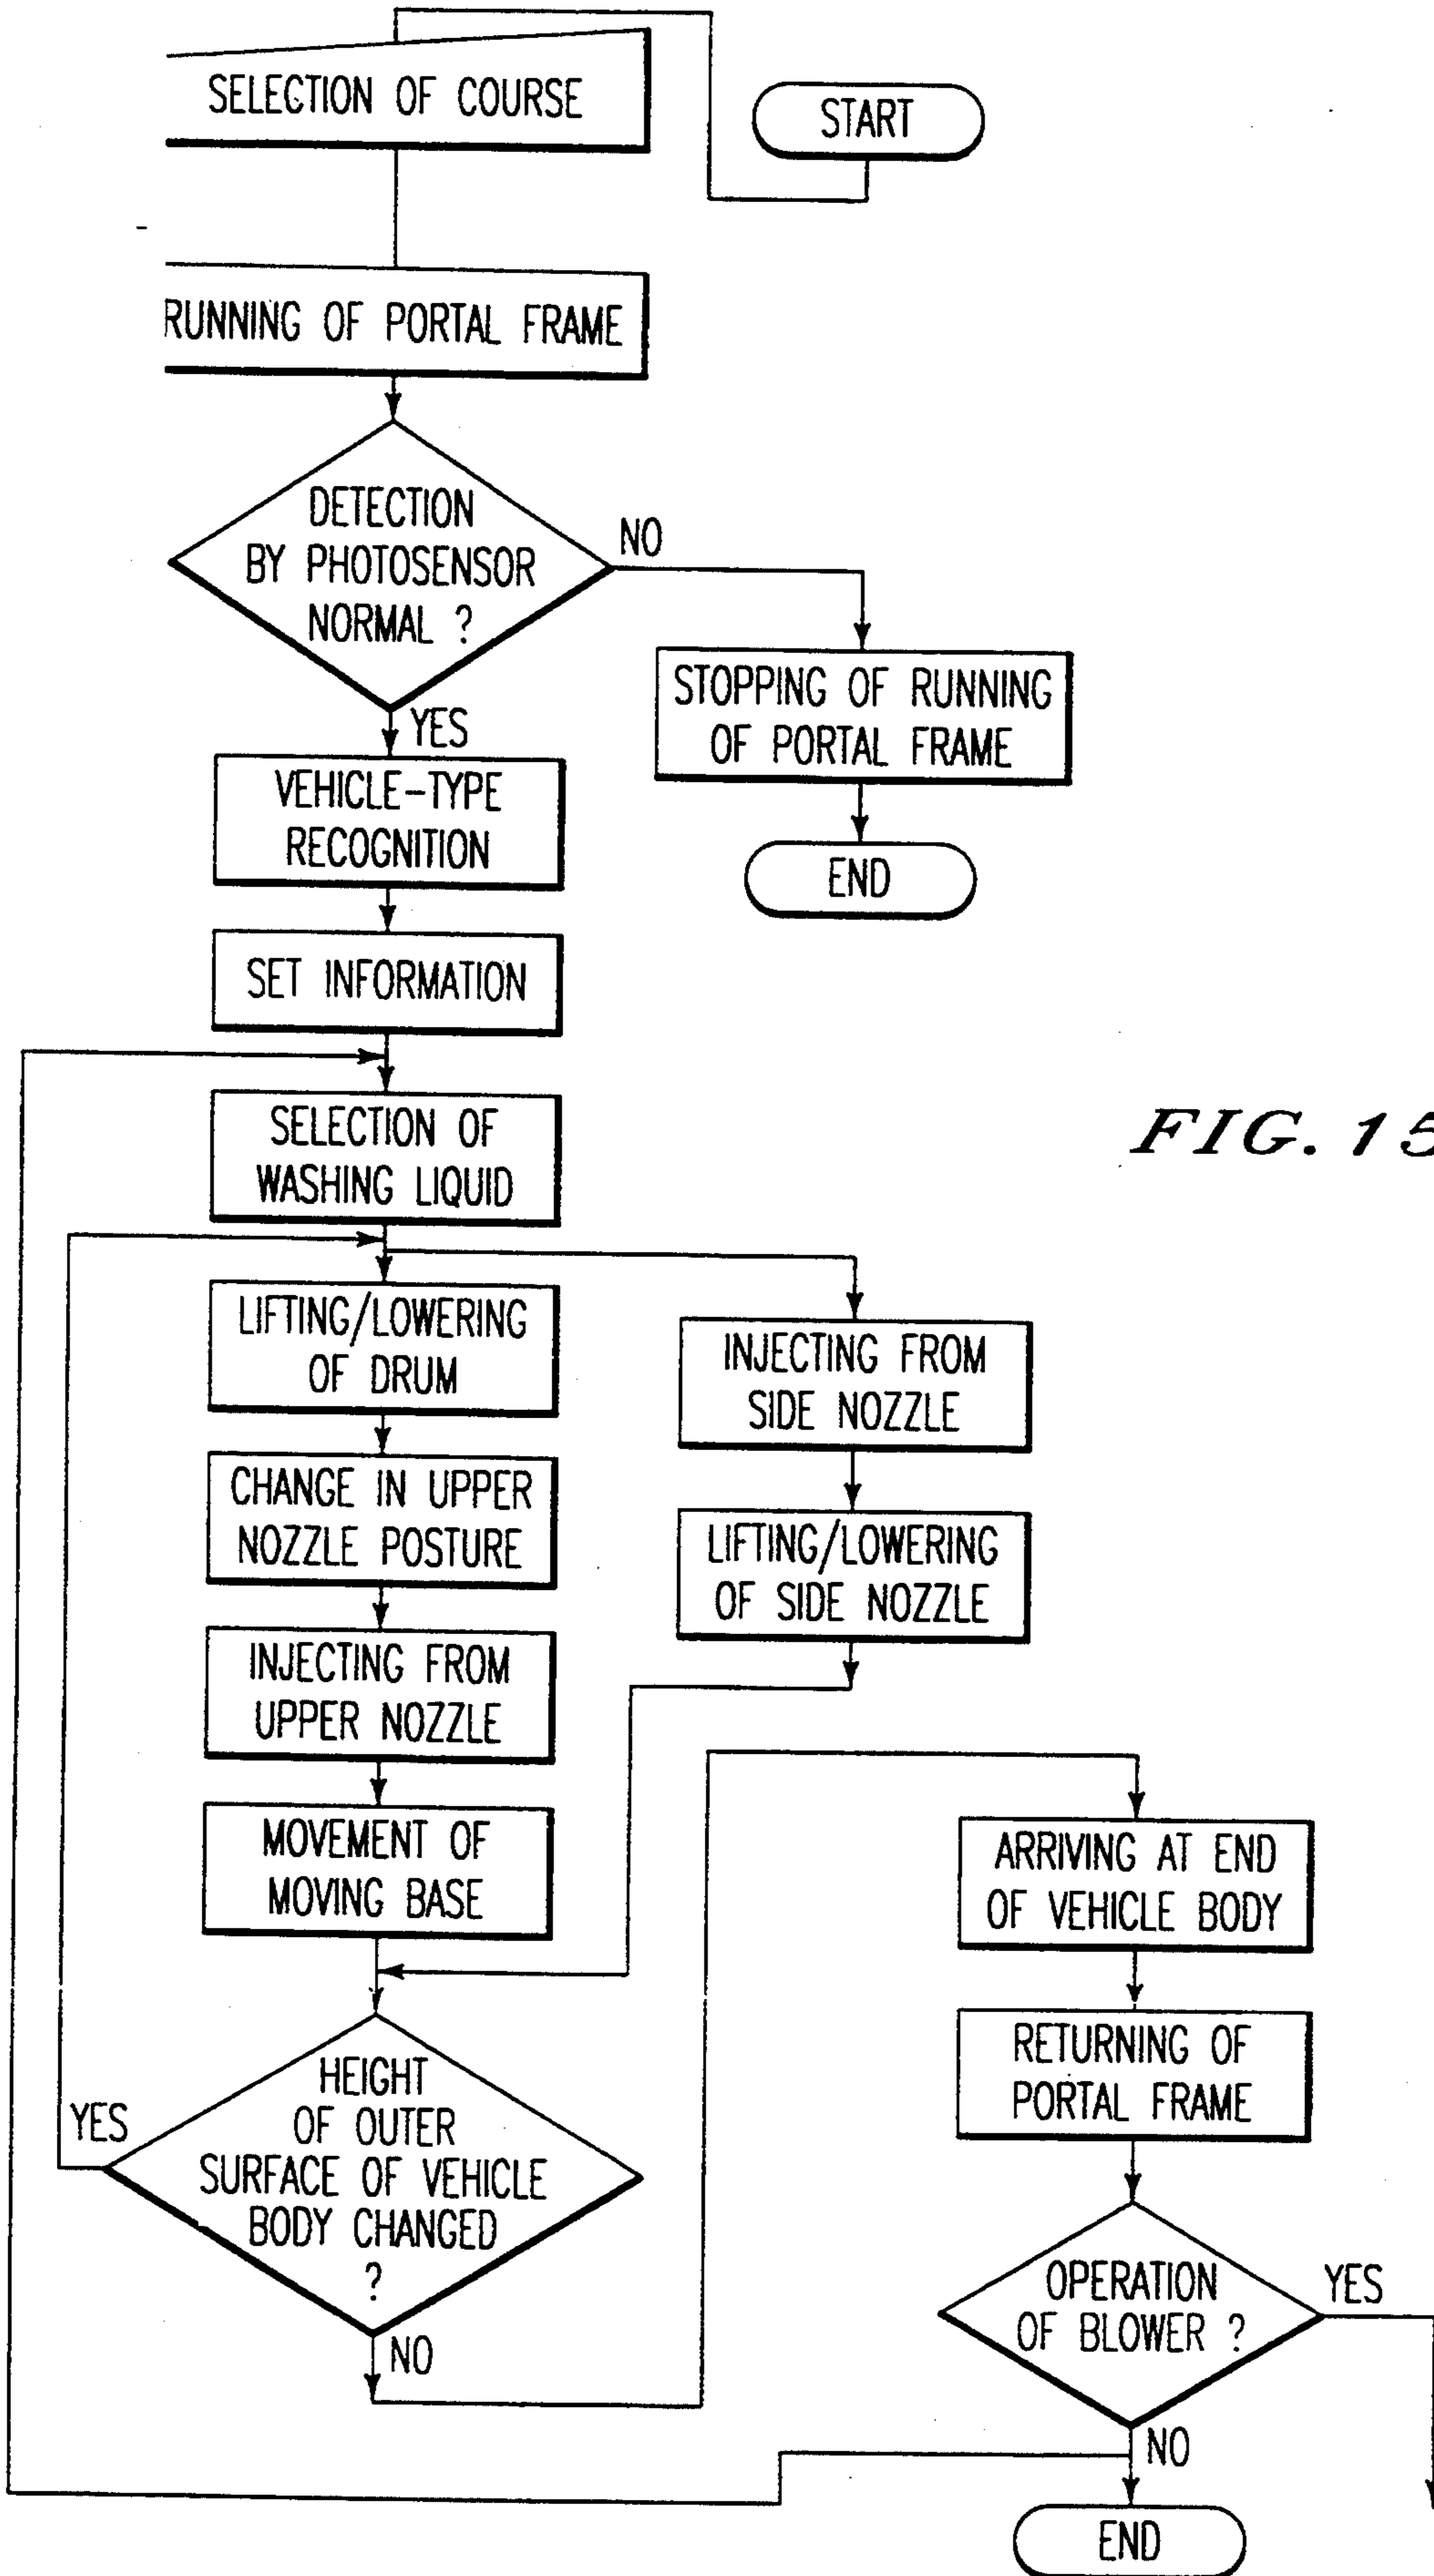 SELECTION OF COURSE
START
RUNNING OF PORTAL FRAME
DETECTION
BY PHOTOSENSOR
NORMAL ?
NO
STOPPING OF RUNNING
OF PORTAL FRAME
END
YES
VEHICLE-TYPE
RECOGNITION
SET INFORMATION
SELECTION OF
WASHING LIQUID
FIG. 15
LIFTING/LOWERING
OF DRUM
INJECTING FROM
SIDE NOZZLE
CHANGE IN UPPER
NOZZLE POSTURE
LIFTING/LOWERING
OF SIDE NOZZLE
INJECTING FROM
UPPER NOZZLE
MOVEMENT OF
MOVING BASE
ARRIVING AT END
OF VEHICLE BODY
RETURNING OF
PORTAL FRAME
HEIGHT
OF OUTER
SURFACE OF VEHICLE
BODY CHANGED
?
YES
NO
OPERATION
OF BLOWER ?
YES
NO
END